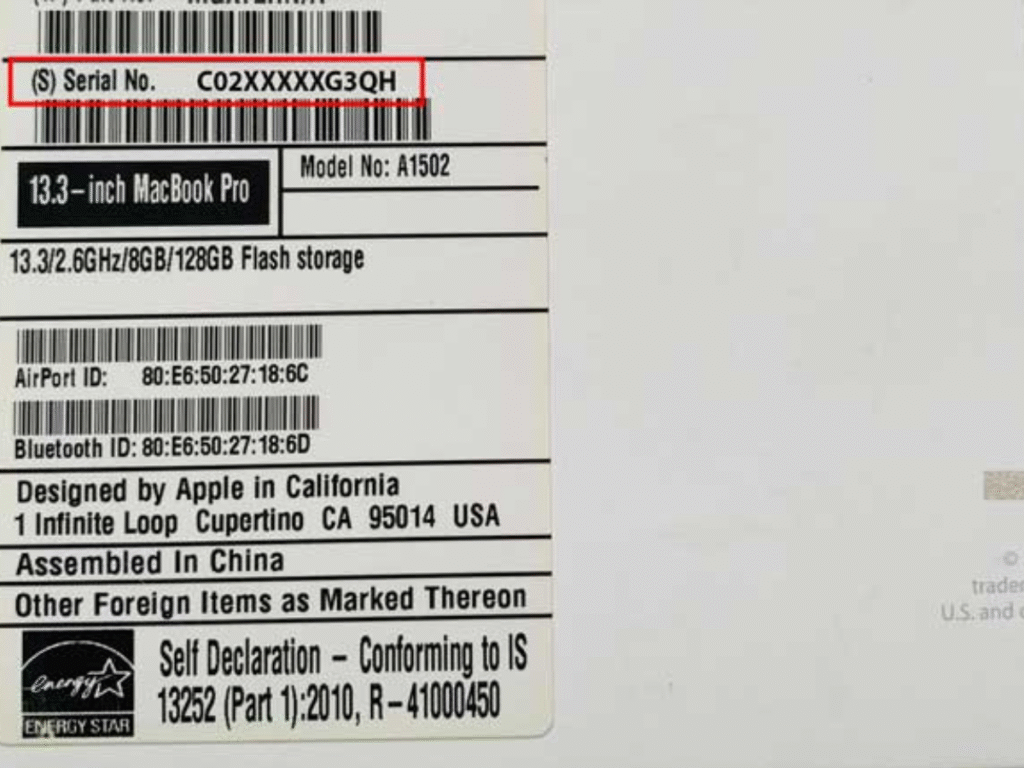 (S) Serial No. C02XXXXXG3QH
Model No: A1502
13.3-inch MacBook Pro
13.3/2.6GHz/8GB/128GB Flash storage
AirPort ID: 80:E6:50:27:18:6C
Bluetooth ID: 80:E6:50:27:18:6D
Designed by Apple in California
1 Infinite Loop Cupertino CA 95014 USA
Assembled In China
Other Foreign Items as Marked Thereon
energy
ENERGY STAR
Self Declaration – Conforming to IS
13252 (Part 1):2010, R-41000450
©
U.S. and